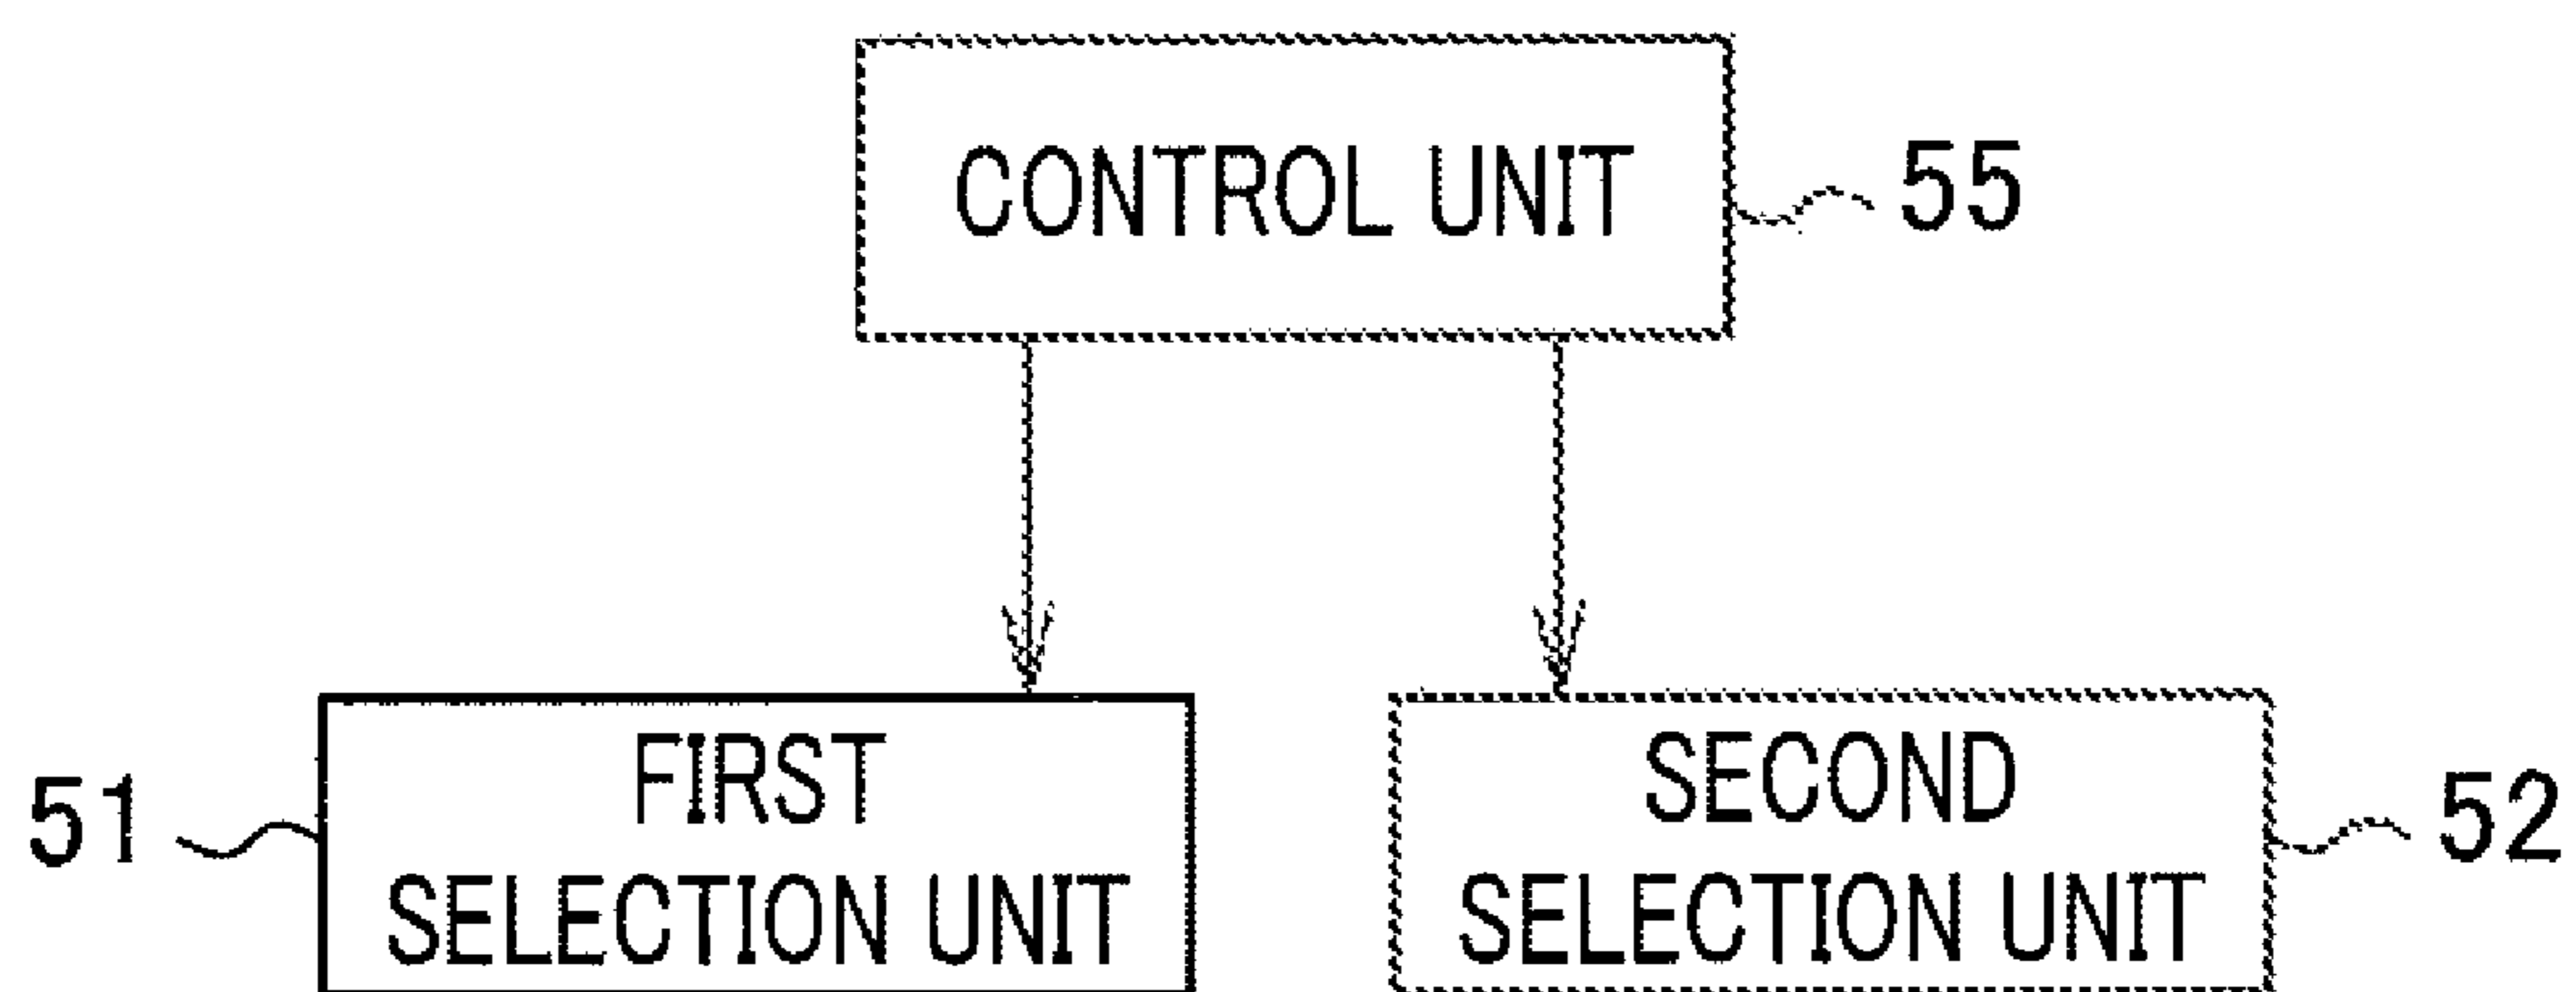 CONTROL UNIT
55
51
FIRST
SELECTION UNIT
SECOND
SELECTION UNIT
52